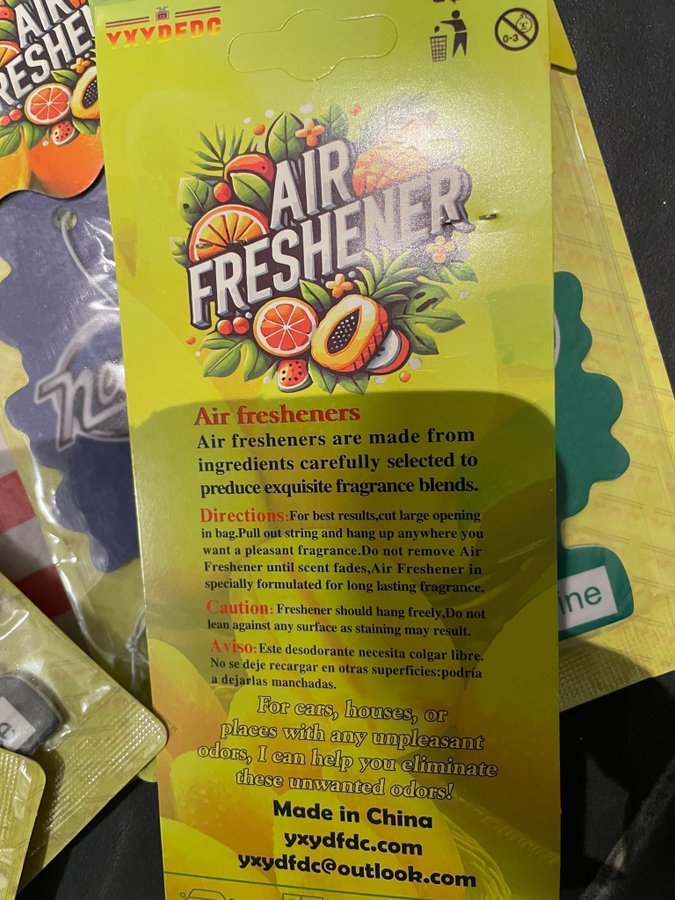 YXYDFDC
0-3
AIR
FRESHENER
AIR
FRESHENER
Air fresheners
Air fresheners are made from
ingredients carefully selected to
preduce exquisite fragrance blends.
Directions:For best results,cut large opening
in bag.Pull out string and hang up anywhere you
want a pleasant fragrance.Do not remove Air
Freshener until scent fades,Air Freshener in
specially formulated for long lasting fragrance.
Caution: Freshener should hang freely,Do not
lean against any surface as staining may result.
Aviso: Este desodorante necesita colgar libre.
No se deje recargar en otras superficies:podría
a dejarlas manchadas.
For cars, houses, or
places with any unpleasant
odors, I can help you eliminate
these unwanted odors!
Made in China
yxydfdc.com
yxydfdc@outlook.com